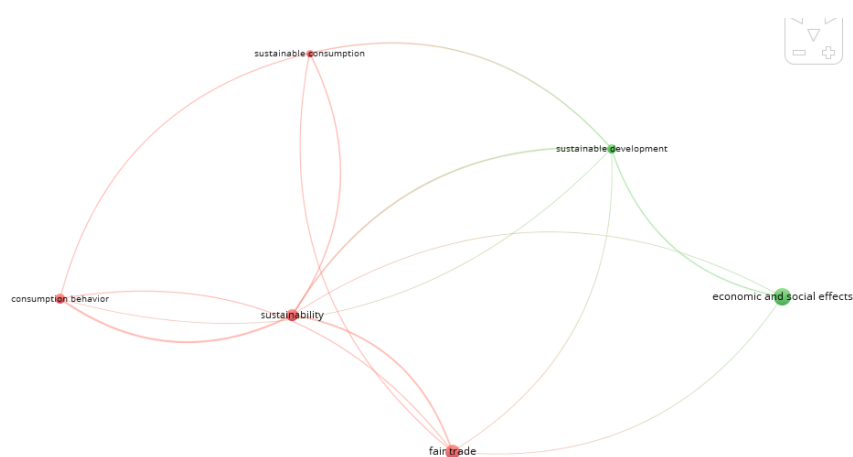 sustainable consumption
sustainable development
economic and social effects
consumption behavior
sustainability
fair trade